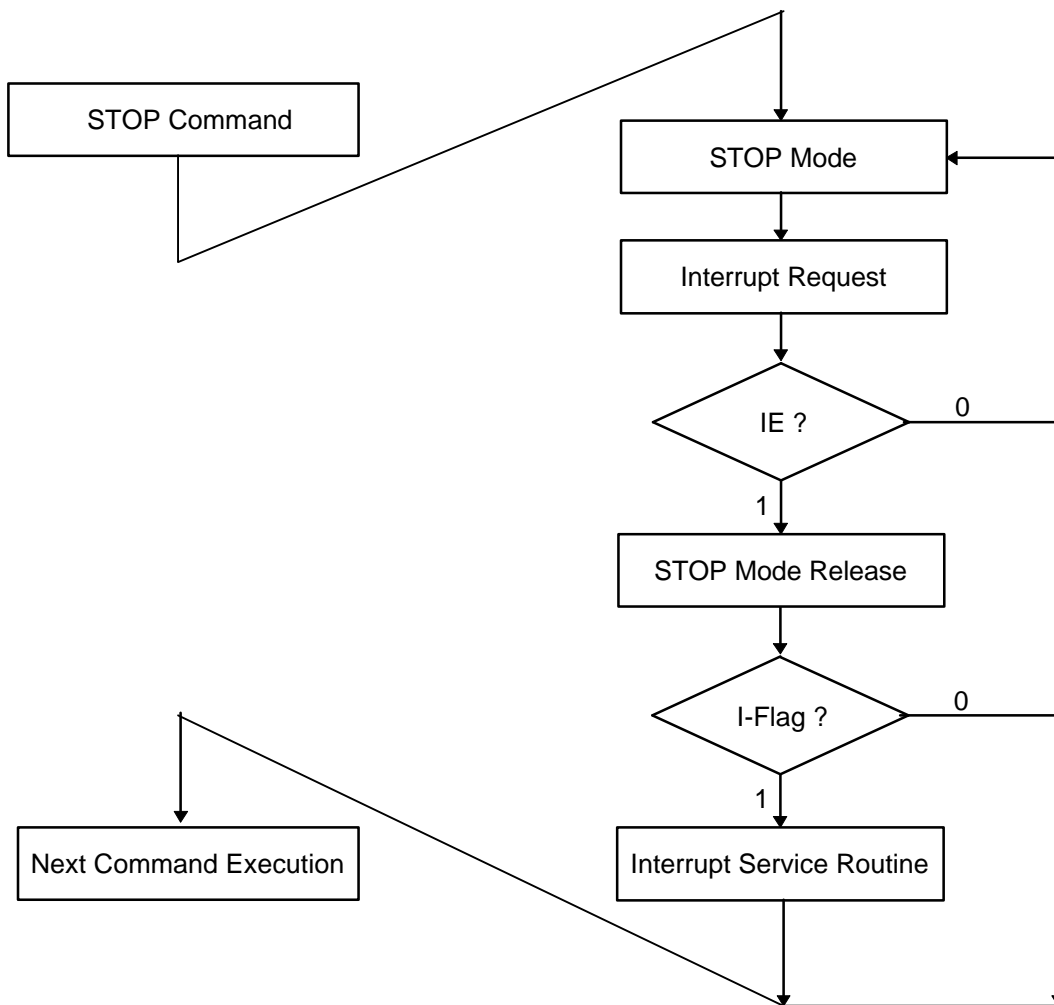 STOP Command
STOP Mode
Interrupt Request
IE ?
0
1
STOP Mode Release
I-Flag ?
0
1
Next Command Execution
Interrupt Service Routine